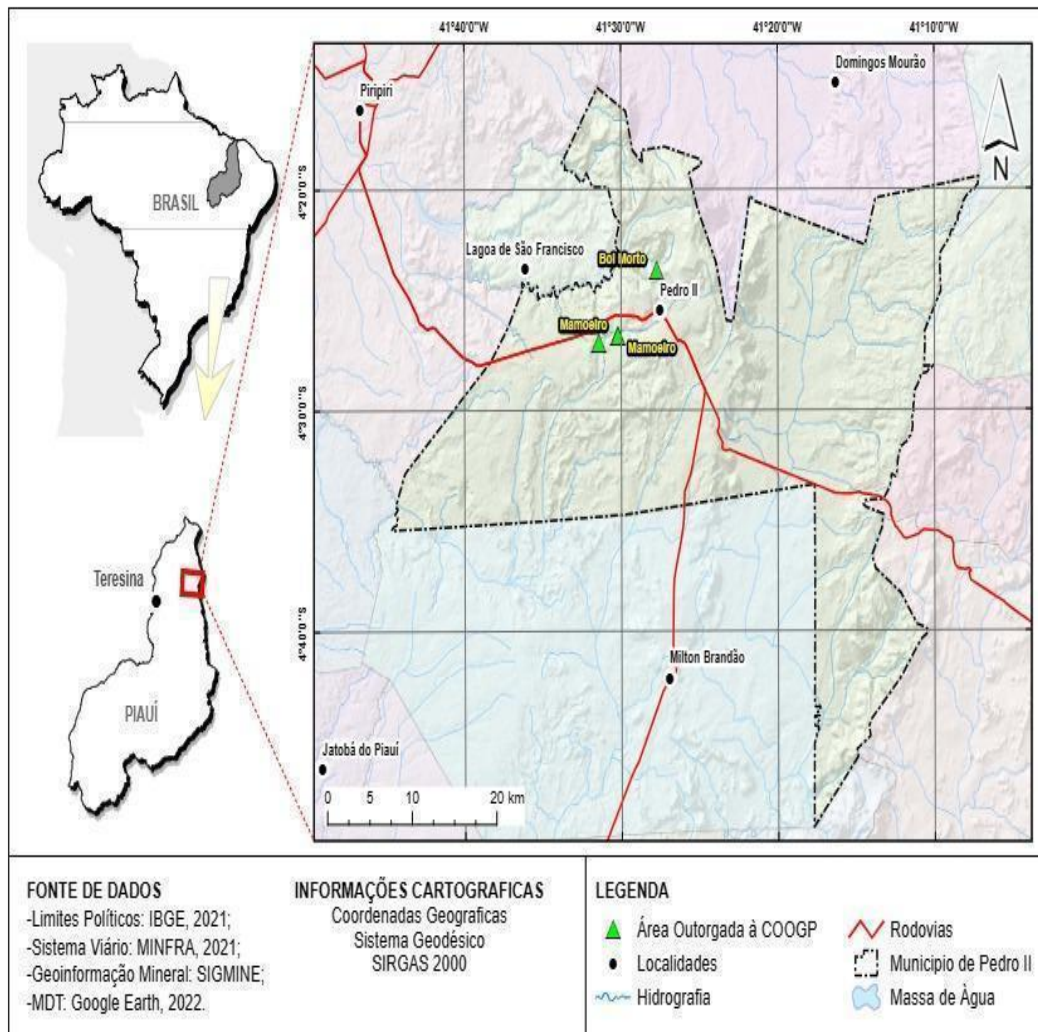 41°40'0"W
41°30'0"W
41°20'0"W
41°10'0"W
Domingos Mourão
Piripiri
N
BRASIL
4°20'0"S
Lagoa de São Francisco
Boi Morto
Pedro II
Mamoeiro
Mamoeiro
4°30'0"S
Teresina
4°40'0"S
Milton Brandão
PIAUÍ
Jatobá do Piauí
0 5 10 20 km
FONTE DE DADOS
-Limites Políticos: IBGE, 2021;
-Sistema Viário: MINFRA, 2021;
-Geoinformação Mineral: SIGMINE;
-MDT: Google Earth, 2022.
INFORMAÇÕES CARTOGRAFICAS
Coordenadas Geograficas
Sistema Geodésico
SIRGAS 2000
LEGENDA
Área Outorgada à COOGP
Localidades
Hidrografia
Rodovias
Municipio de Pedro II
Massa de Àgua